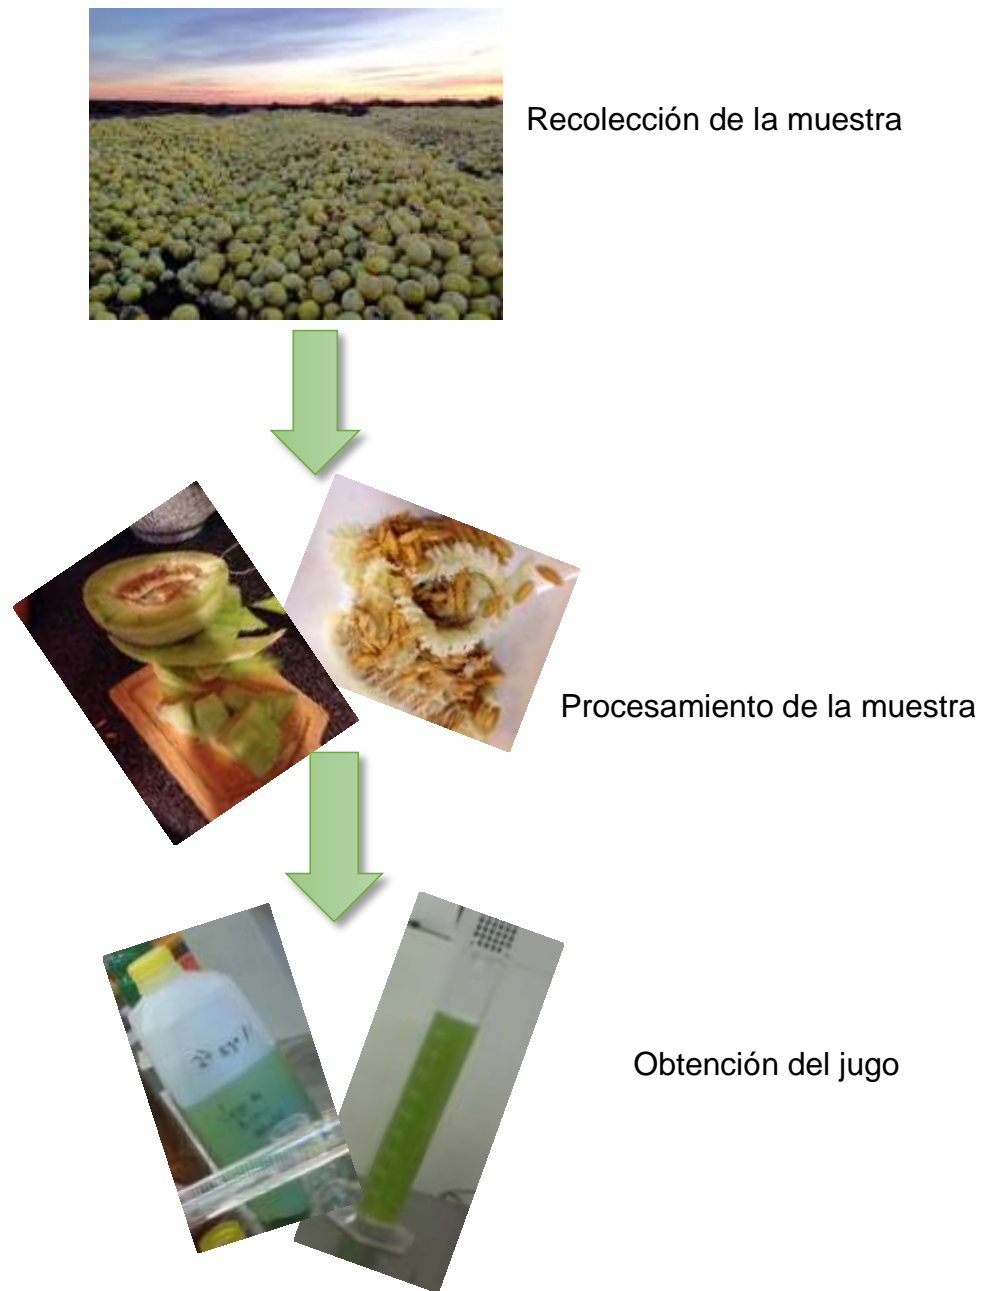 Recolección de la muestra
Procesamiento de la muestra
Obtención del jugo